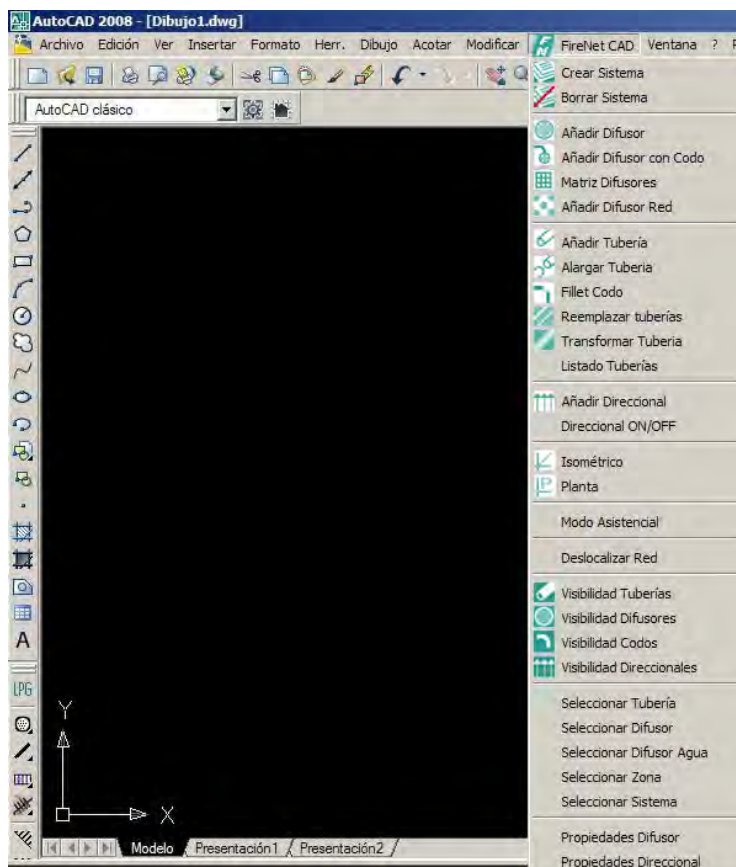 AutoCAD 2008 - [Dibujo1.dwg]
Archivo Edición Ver Insertar Formato Herr. Dibujo Acotar Modificar FireNet CAD Ventana ?
AutoCAD clásico
Crear Sistema
Borrar Sistema
Añadir Difusor
Añadir Difusor con Codo
Matriz Difusores
Añadir Difusor Red
Añadir Tubería
Alargar Tuberia
Fillet Codo
Reemplazar tuberías
Transformar Tuberia
Listado Tuberías
Añadir Direccional
Direccional ON/OFF
Isométrico
Planta
Modo Asistencial
Deslocalizar Red
Visibilidad Tuberías
Visibilidad Difusores
Visibilidad Codos
Visibilidad Direccionales
Seleccionar Tubería
Seleccionar Difusor
Seleccionar Difusor Agua
Seleccionar Zona
Seleccionar Sistema
Propiedades Difusor
Propiedades Direccional
A
LPG
Y
X
Modelo Presentación1 Presentación2